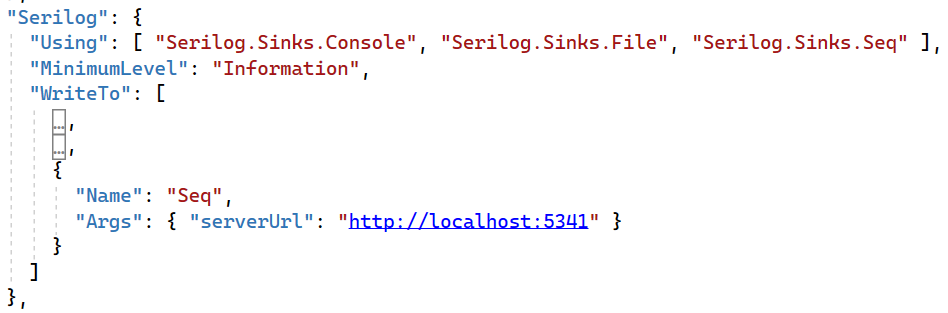 "Serilog": {
"Using": [ "Serilog.Sinks.Console", "Serilog.Sinks.File", "Serilog.Sinks.Seq" ],
"MinimumLevel": "Information",
"WriteTo": [
...,
...,
{
"Name": "Seq",
"Args": { "serverUrl": "http://localhost:5341" }
}
]
},